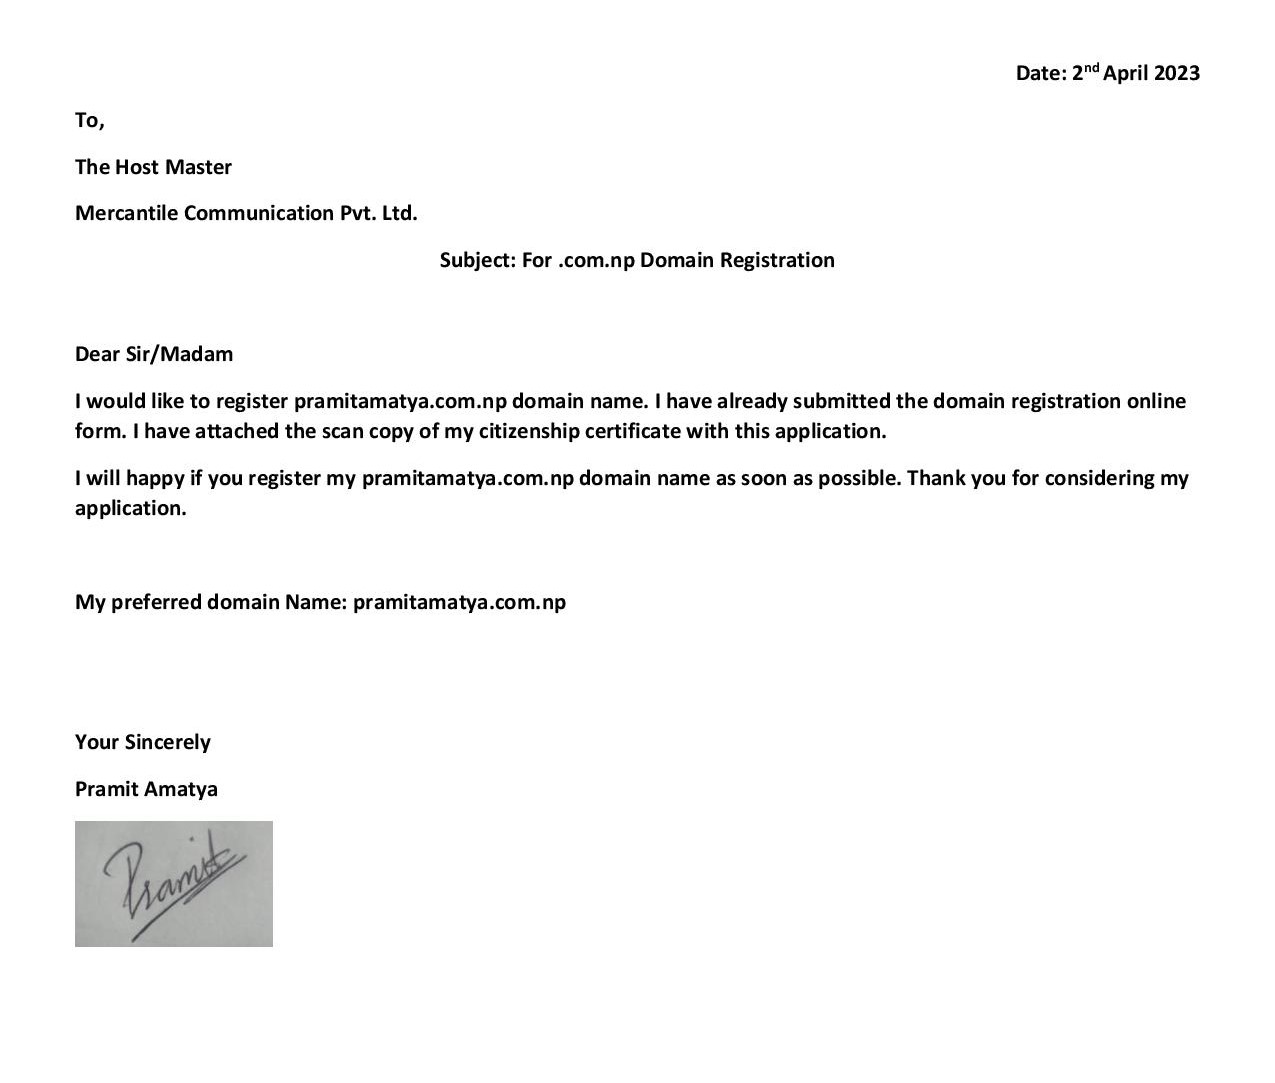 Date: 2nd April 2023
To,
The Host Master
Mercantile Communication Pvt. Ltd.
Subject: For .com.np Domain Registration
Dear Sir/Madam
I would like to register pramitamatya.com.np domain name. I have already submitted the domain registration online
form. I have attached the scan copy of my citizenship certificate with this application.
I will happy if you register my pramitamatya.com.np domain name as soon as possible. Thank you for considering my
application.
My preferred domain Name: pramitamatya.com.np
Your Sincerely
Pramit Amatya
Pramit